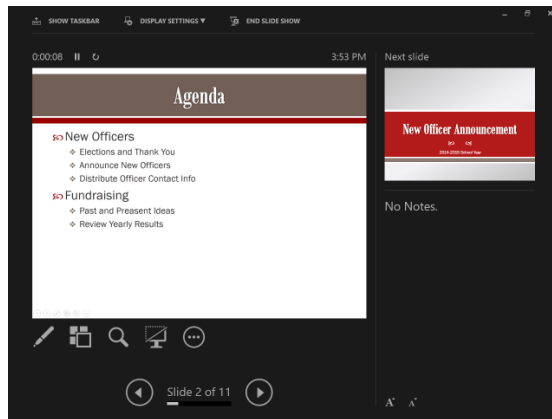 SHOW TASKBAR
DISPLAY SETTINGS ▼
END SLIDE SHOW
0:00:08
3:53 PM
Next slide
Agenda
New Officers
Elections and Thank You
Announce New Officers
Distribute Officer Contact Info
Fundraising
Past and Preasent Ideas
Review Yearly Results
New Officer Announcement
2014-2015 School Year
No Notes.
Slide 2 of 11
A A